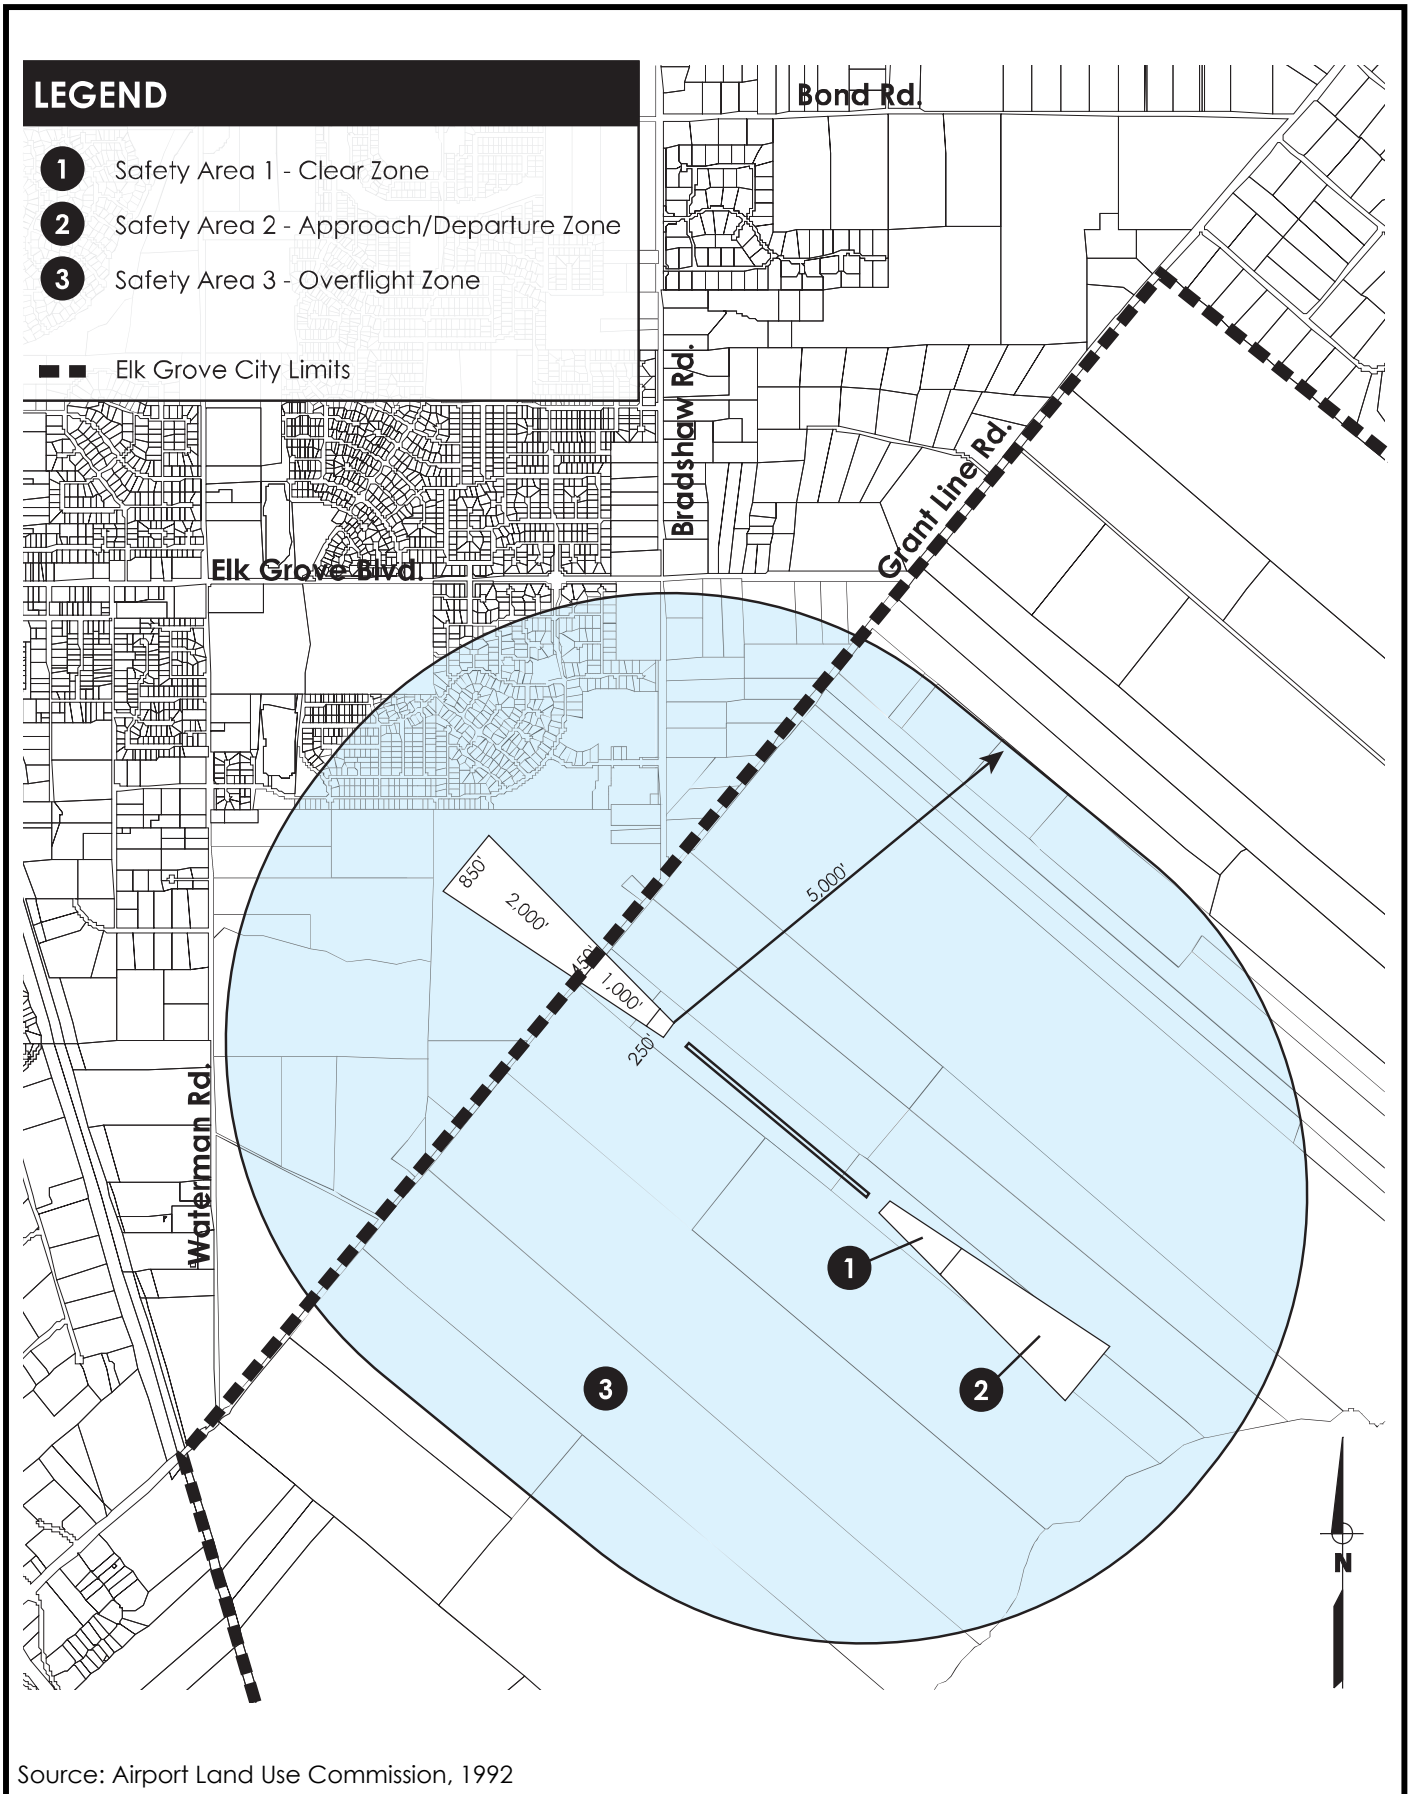 LEGEND
1 Safety Area 1 - Clear Zone
2 Safety Area 2 - Approach/Departure Zone
3 Safety Area 3 - Overflight Zone
Elk Grove City Limits
Bond Rd.
Bradshaw Rd.
Grant Line Rd.
Elk Grove Blvd.
850'
2,000'
5,000'
450'
1,000'
250'
Waterman Rd.
1
2
3
N
Source: Airport Land Use Commission, 1992